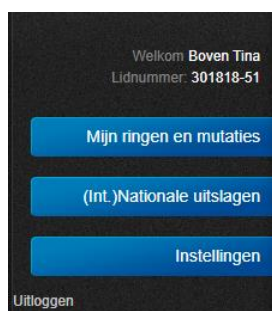 Welkom Boven Tina
Lidnummer: 301818-51
Mijn ringen en mutaties
(Int.)Nationale uitslagen
Instellingen
Uitloggen